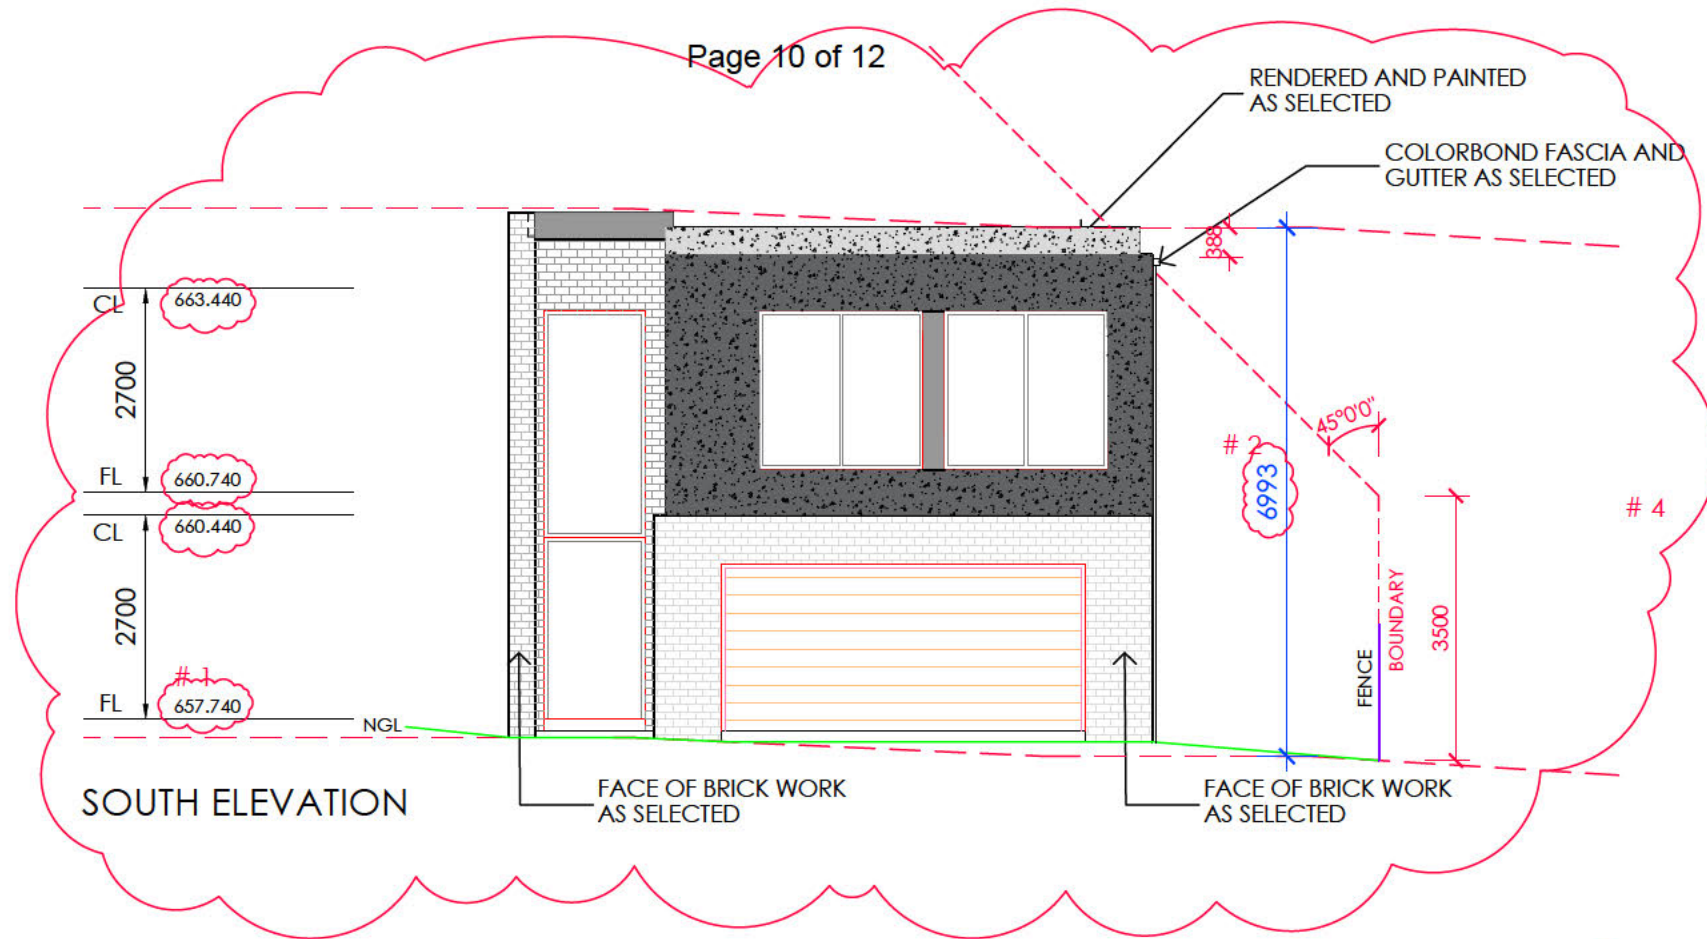 Page 10 of 12
RENDERED AND PAINTED
AS SELECTED
COLORBOND FASCIA AND
GUTTER AS SELECTED
388
CL
663.440
2700
45°0'0"
# 2
FL
660.740
6993
# 4
CL
660.440
2700
BOUNDARY
3500
FENCE
# 1
FL
657.740
NGL
SOUTH ELEVATION
FACE OF BRICK WORK
AS SELECTED
FACE OF BRICK WORK
AS SELECTED